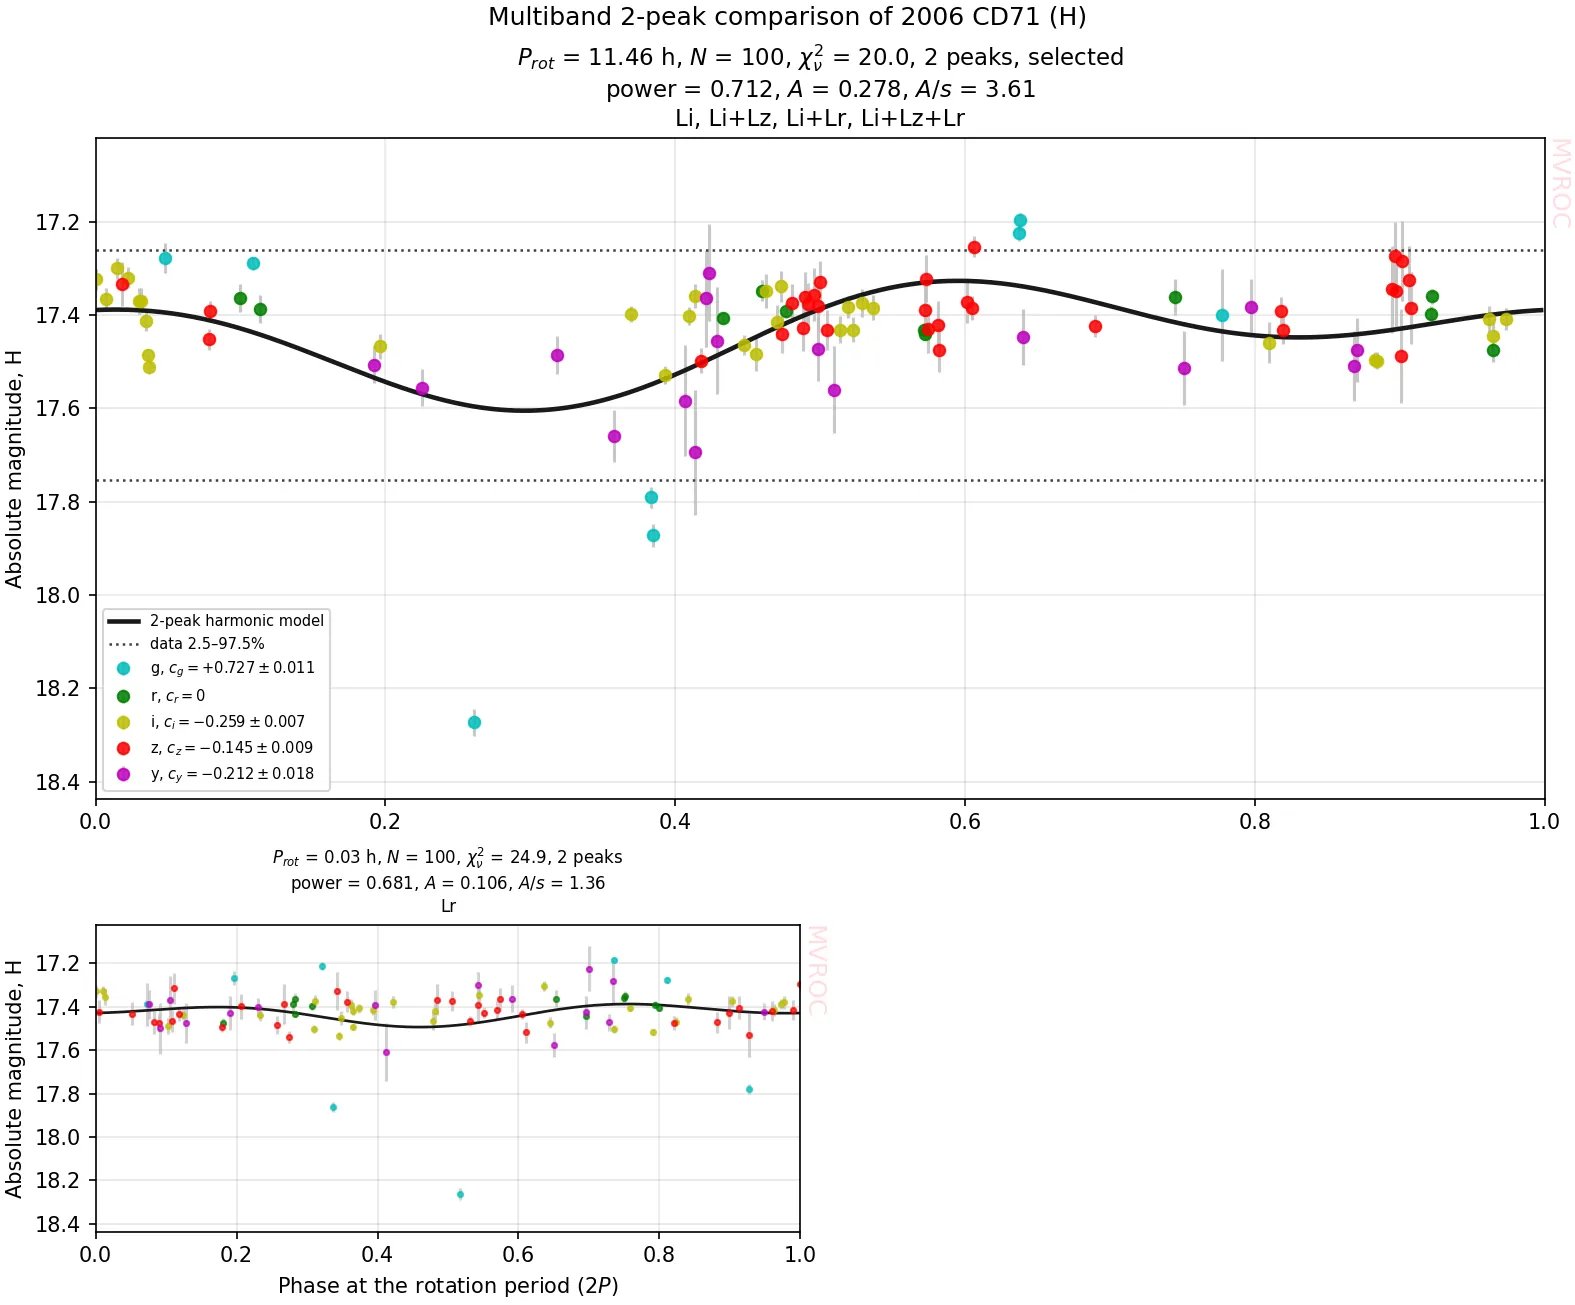 Multiband 2-peak comparison of 2006 CD71 (H)
P_rot = 11.46 h, N = 100, χ²_ν = 20.0, 2 peaks, selected
power = 0.712, A = 0.278, A/s = 3.61
Li, Li+Lz, Li+Lr, Li+Lz+Lr
MVROC
Absolute magnitude, H
17.2
17.4
17.6
17.8
18.0
18.2
18.4
2-peak harmonic model
data 2.5–97.5%
g, c_g = +0.727 ± 0.011
r, c_r = 0
i, c_i = −0.259 ± 0.007
z, c_z = −0.145 ± 0.009
y, c_y = −0.212 ± 0.018
0.0 0.2 0.4 0.6 0.8 1.0
P_rot = 0.03 h, N = 100, χ²_ν = 24.9, 2 peaks
power = 0.681, A = 0.106, A/s = 1.36
Lr
MVROC
Absolute magnitude, H
17.2
17.4
17.6
17.8
18.0
18.2
18.4
0.0 0.2 0.4 0.6 0.8 1.0
Phase at the rotation period (2P)